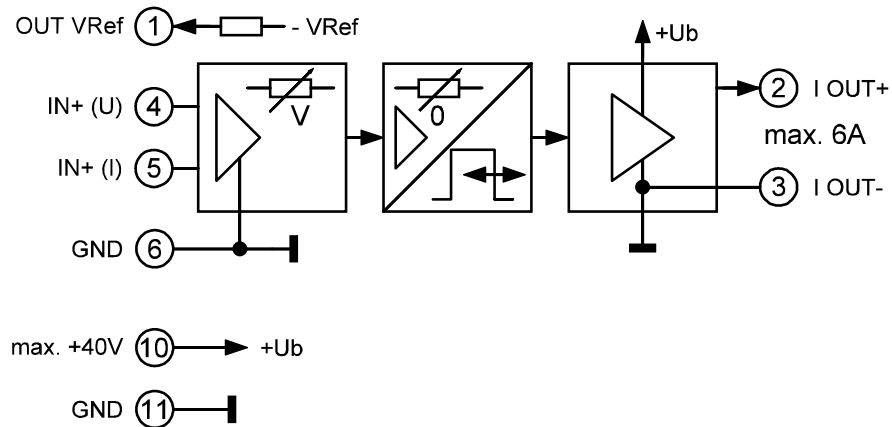 OUT VRef 1 - VRef
+Ub
IN+ (U) 4
V
0
2 I OUT+
max. 6A
IN+ (I) 5
3 I OUT-
GND 6
max. +40V 10 +Ub
GND 11